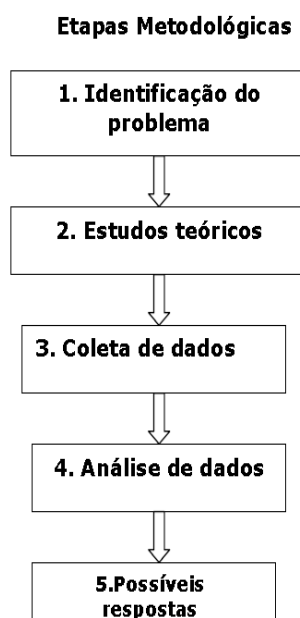 Etapas Metodológicas
1. Identificação do
problema
2. Estudos teóricos
3. Coleta de dados
4. Análise de dados
5.Possíveis
respostas